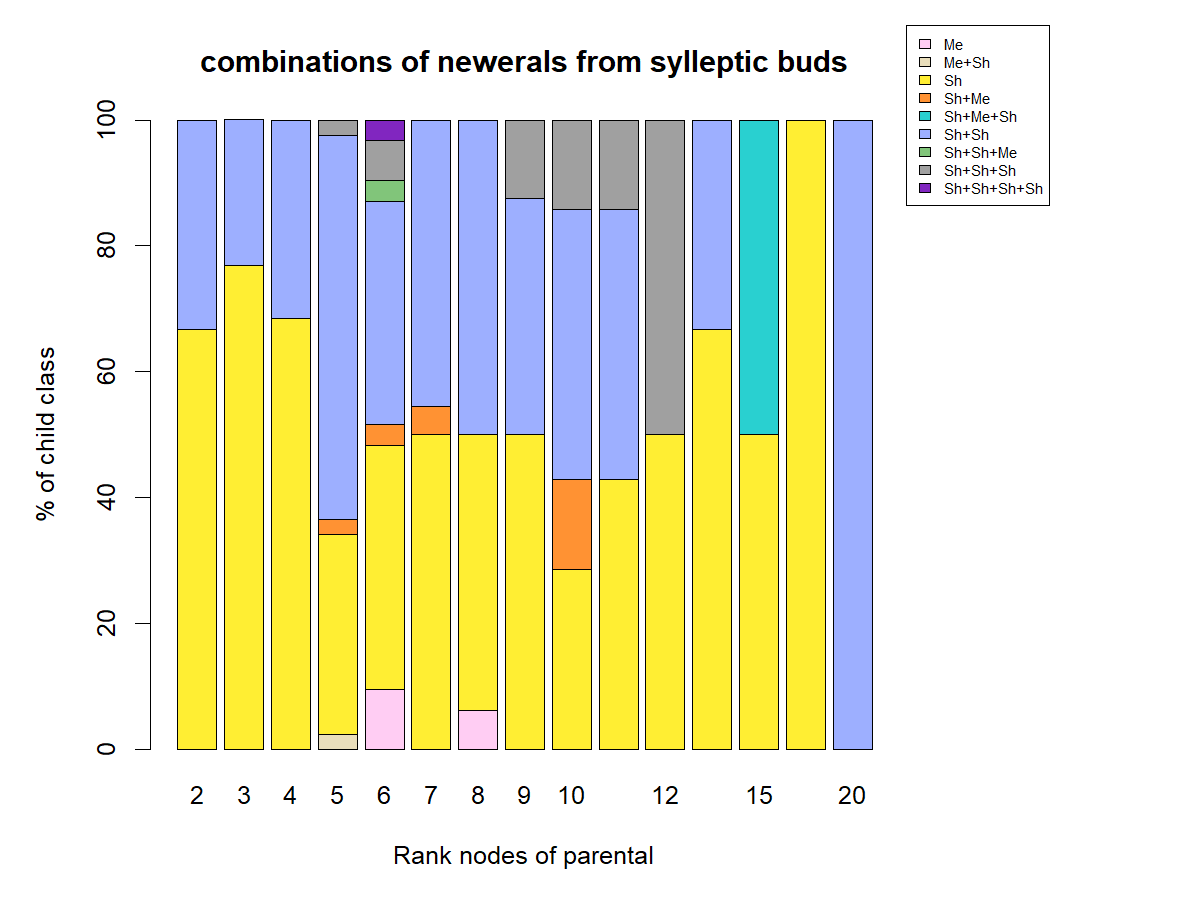 combinations of newerals from sylleptic buds
Me
Me+Sh
Sh
Sh+Me
Sh+Me+Sh
Sh+Sh
Sh+Sh+Me
Sh+Sh+Sh
Sh+Sh+Sh+Sh
% of child class
100
80
60
40
20
0
2 3 4 5 6 7 8 9 10 12 15 20
Rank nodes of parental